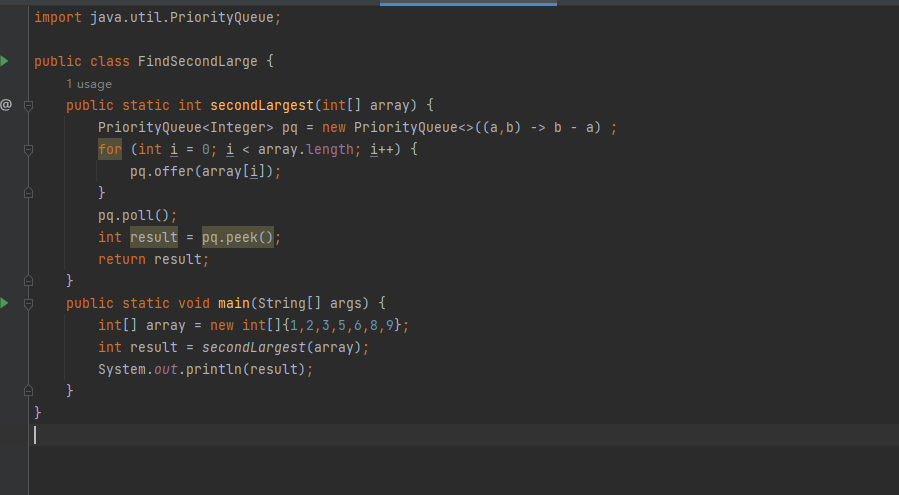 import java.util.PriorityQueue;
public class FindSecondLarge {
1 usage
@ public static int secondLargest(int[] array) {
PriorityQueue<Integer> pq = new PriorityQueue<>((a,b) -> b - a) ;
for (int i = 0; i < array.length; i++) {
pq.offer(array[i]);
}
pq.poll();
int result = pq.peek();
return result;
}
public static void main(String[] args) {
int[] array = new int[]{1,2,3,5,6,8,9};
int result = secondLargest(array);
System.out.println(result);
}
}